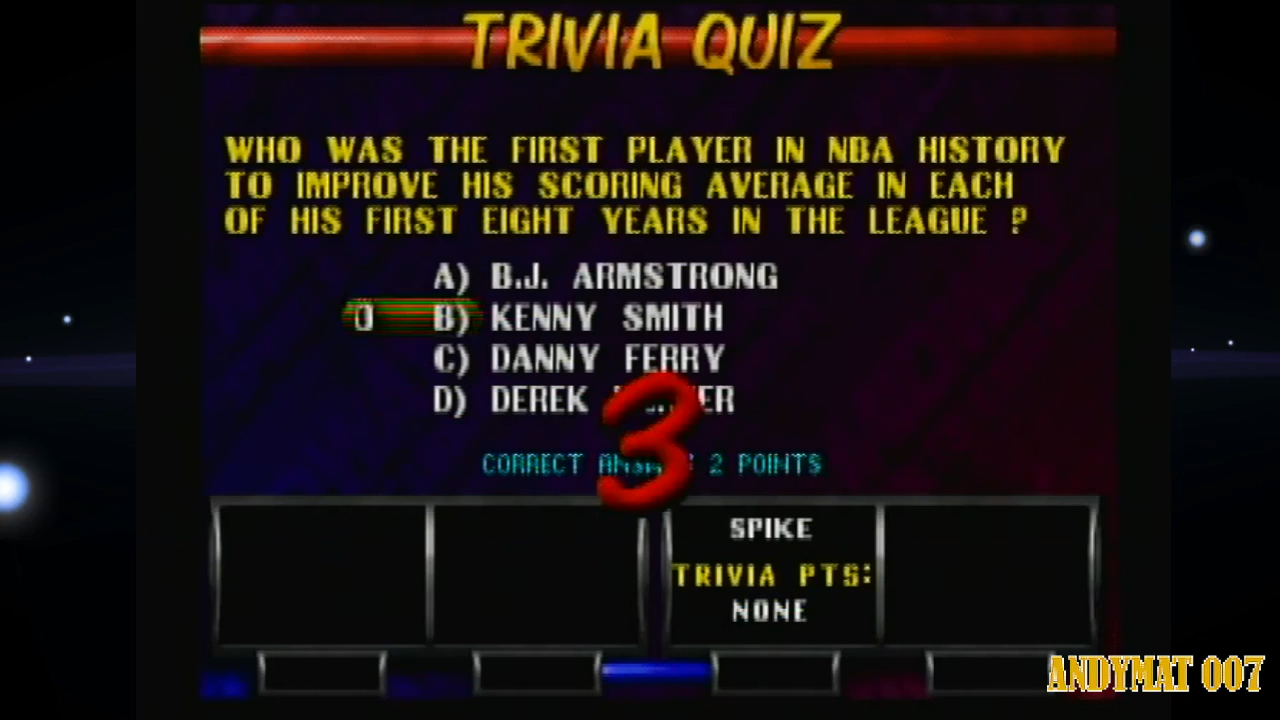 TRIVIA QUIZ
WHO WAS THE FIRST PLAYER IN NBA HISTORY
TO IMPROVE HIS SCORING AVERAGE IN EACH
OF HIS FIRST EIGHT YEARS IN THE LEAGUE ?
A) B.J. ARMSTRONG
B) KENNY SMITH
C) DANNY FERRY
D) DEREK
3
CORRECT 2 POINTS
SPIKE
TRIVIA PTS:
NONE
ANDYMAT 007